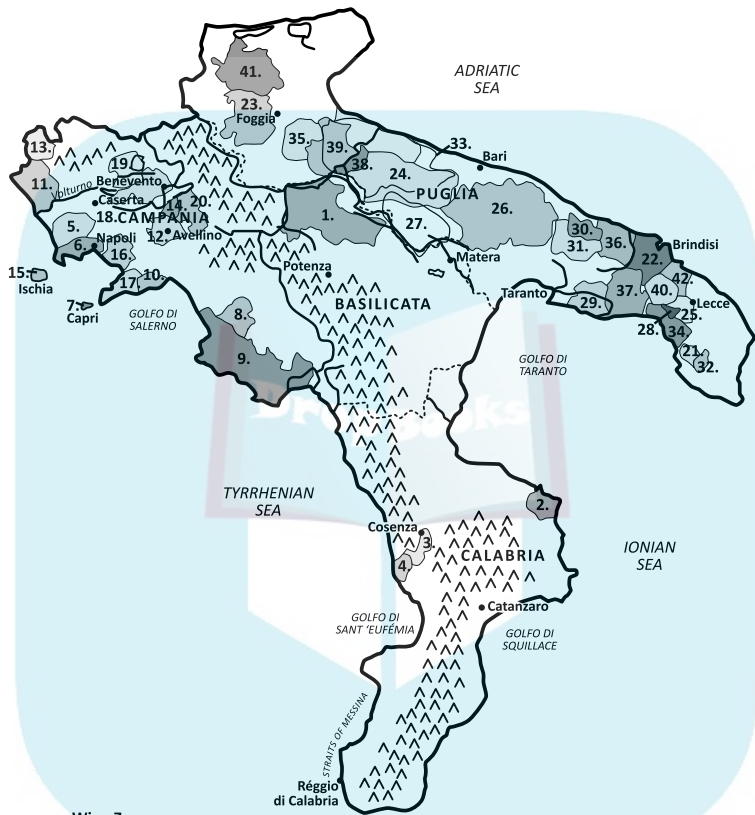 41.
ADRIATIC
SEA
23.
Foggia
13.
35.
39.
33.
19.
38.
Bari
11.
Volturno
Benevento
24.
Caserta
14.
20.
PUGLIA
18.
CAMPANIA
1.
26.
5.
12.
Avellino
27.
30.
6.
Napoli
31.
36.
Brindisi
16.
Matera
22.
15.
Ischia
17.
10.
Potenza
42.
7.
Capri
BASILICATA
Taranto
29.
37.
40.
Lecce
GOLFO DI
SALERNO
8.
25.
28.
34.
9.
GOLFO DI
TARANTO
21.
32.
DropBooks
TYRRHENIAN
SEA
2.
Cosenza
3.
CALABRIA
IONIAN
SEA
4.
Catanzaro
GOLFO DI
SANT 'EUFÉMIA
GOLFO DI
SQUILLACE
STRAITS OF MESSINA
Réggio
di Calabria